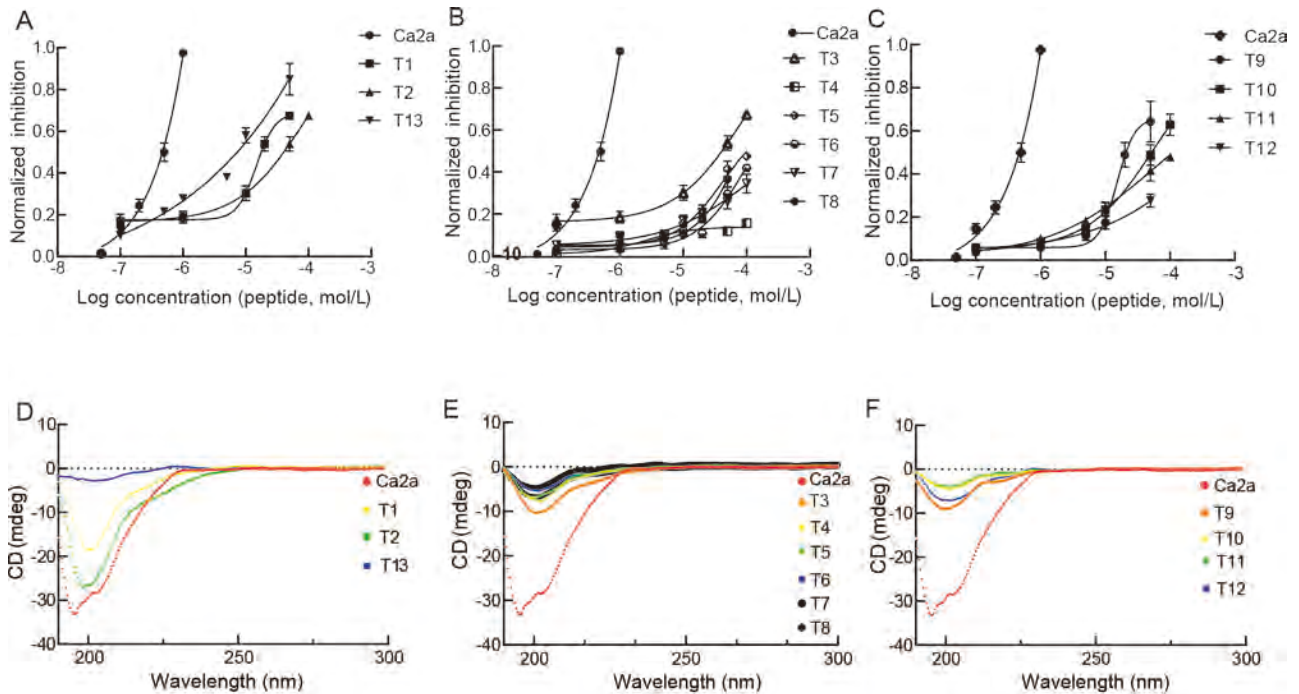 A
Normalized inhibition
1.0
0.8
0.6
0.4
0.2
0.0
-8 -7 -6 -5 -4 -3
Log concentration (peptide, mol/L)
Ca2a
T1
T2
T13
B
Normalized inhibition
1.0
0.8
0.6
0.4
0.2
0.0
10
-8 -7 -6 -5 -4 -3
Log concentration (peptide, mol/L)
Ca2a
T3
T4
T5
T6
T7
T8
C
Normalized inhibition
1.0
0.8
0.6
0.4
0.2
0.0
-8 -7 -6 -5 -4 -3
Log concentration (peptide, mol/L)
Ca2a
T9
T10
T11
T12
D
CD (mdeg)
10
0
-10
-20
-30
-40
200 250 300
Wavelength (nm)
Ca2a
T1
T2
T13
E
CD (mdeg)
10
0
-10
-20
-30
-40
200 250 300
Wavelength (nm)
Ca2a
T3
T4
T5
T6
T7
T8
F
CD (mdeg)
10
0
-10
-20
-30
-40
200 250 300
Wavelength (nm)
Ca2a
T9
T10
T11
T12